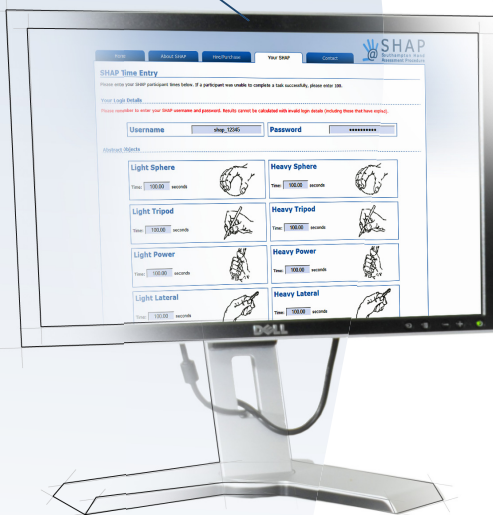 Home About SHAP Hire/Purchase Your SHAP Contact
SHAP
Southampton Hand
Assessment Procedure
SHAP Time Entry
Please enter your SHAP participant times below. If a participant was unable to complete a task successfully, please enter 100.
Your Login Details
Please remember to enter your SHAP username and password. Results cannot be calculated with invalid login details (including those that have expired).
Username shap_12345 Password
Abstract Objects
Light Sphere Heavy Sphere
Time: 100.00 seconds Time: 100.00 seconds
Light Tripod Heavy Tripod
Time: 100.00 seconds Time: 100.00 seconds
Light Power Heavy Power
Time: 100.00 seconds Time: 100.00 seconds
Light Lateral Heavy Lateral
Time: 100.00 seconds Time: 100.00 seconds
DELL